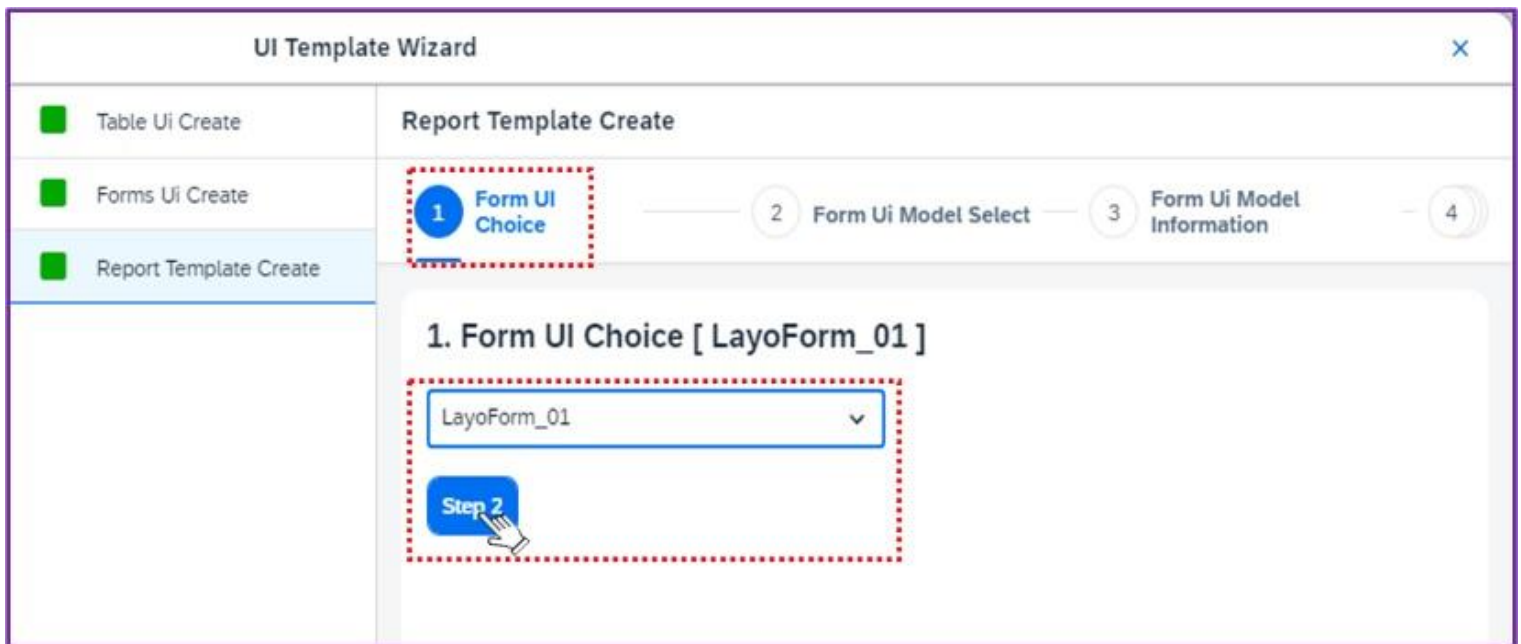 UI Template Wizard
Table Ui Create
Forms Ui Create
Report Template Create
Report Template Create
1
Form UI
Choice
2
Form Ui Model Select
3
Form Ui Model
Information
4
1. Form UI Choice [ LayoForm_01 ]
LayoForm_01
Step 2